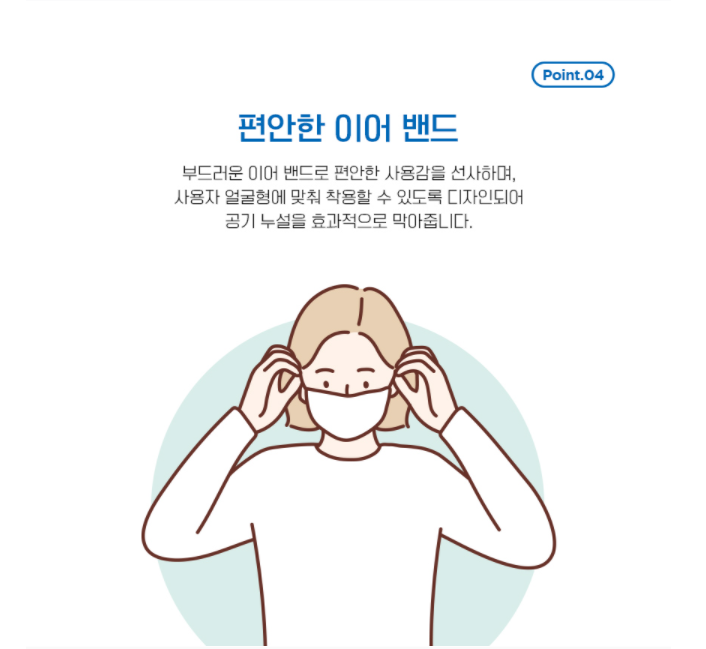 Point.04
편안한 이어 밴드
부드러운 이어 밴드로 편안한 사용감을 선사하며,
사용자 얼굴형에 맞춰 착용할 수 있도록 디자인되어
공기 누설을 효과적으로 막아줍니다.